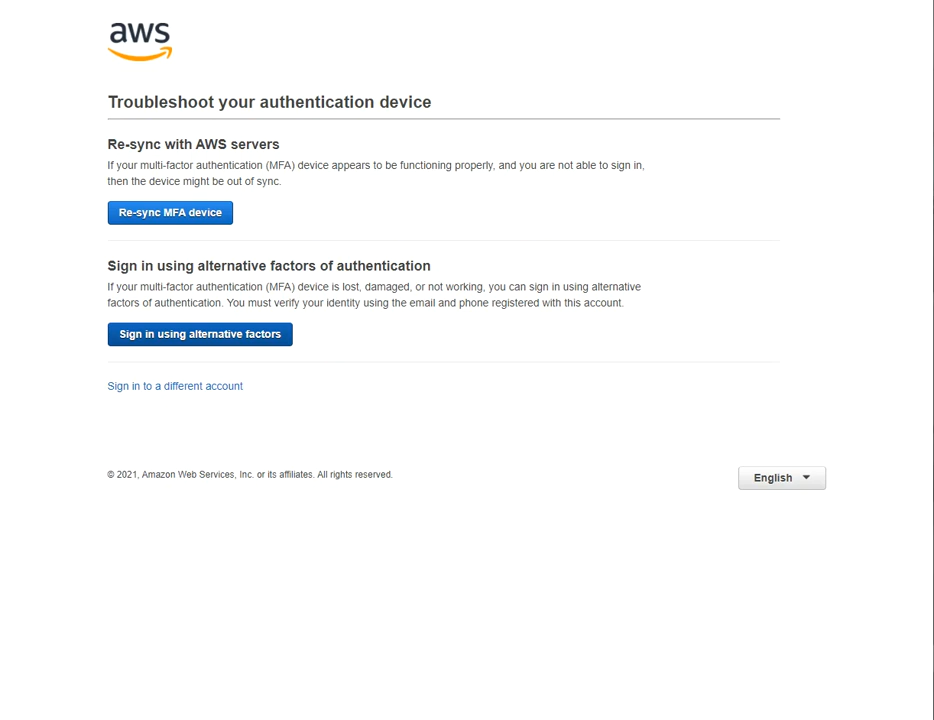 aws
Troubleshoot your authentication device
Re-sync with AWS servers
If your multi-factor authentication (MFA) device appears to be functioning properly, and you are not able to sign in,
then the device might be out of sync.
Re-sync MFA device
Sign in using alternative factors of authentication
If your multi-factor authentication (MFA) device is lost, damaged, or not working, you can sign in using alternative
factors of authentication. You must verify your identity using the email and phone registered with this account.
Sign in using alternative factors
Sign in to a different account
© 2021, Amazon Web Services, Inc. or its affiliates. All rights reserved.
English